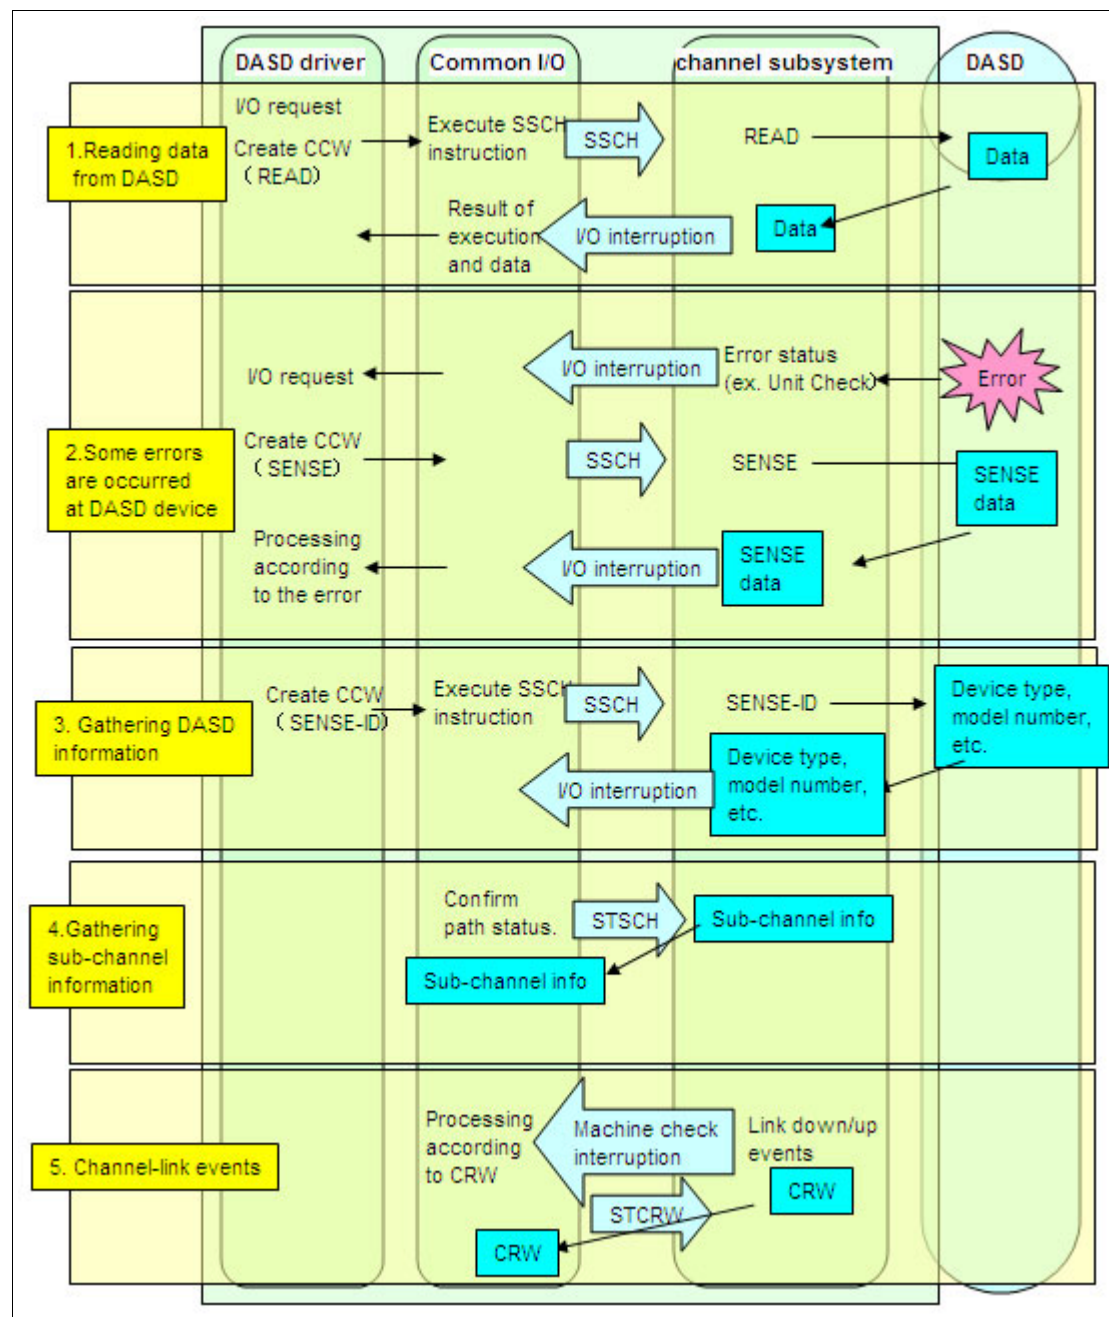 DASD driver
Common I/O
channel subsystem
DASD
1.Reading data
from DASD
I/O request
Create CCW
( READ)
Execute SSCH
instruction
SSCH
READ
Data
Result of
execution
and data
I/O interruption
Data
2.Some errors
are occurred
at DASD device
I/O request
I/O interruption
Error status
(ex. Unit Check)
Error
Create CCW
( SENSE)
SSCH
SENSE
SENSE
data
Processing
according
to the error
I/O interruption
SENSE
data
3. Gathering DASD
information
Create CCW
( SENSE-ID)
Execute SSCH
instruction
SSCH
SENSE-ID
Device type,
model number,
etc.
I/O interruption
Device type,
model number,
etc.
4.Gathering
sub-channel
information
Confirm
path status.
STSCH
Sub-channel info
Sub-channel info
5. Channel-link events
Processing
according
to CRW
Machine check
interruption
Link down/up
events
CRW
STCRW
CRW